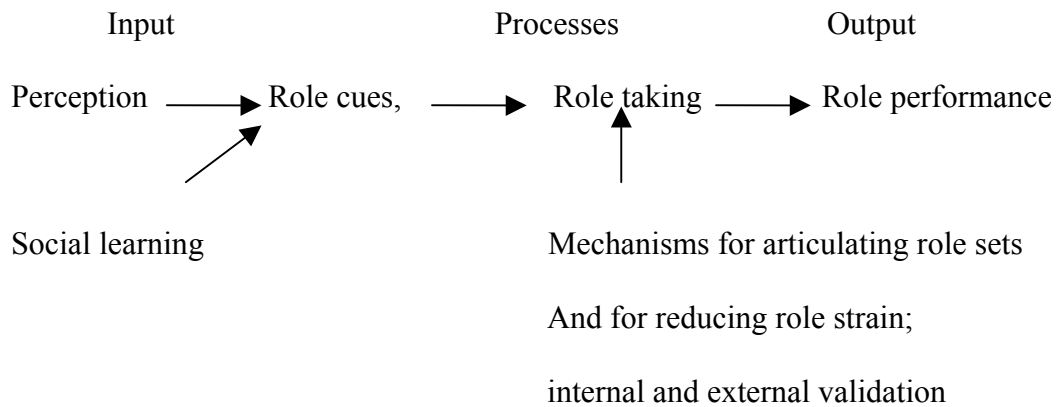 Input Processes Output
Perception Role cues, Role taking Role performance
Social learning Mechanisms for articulating role sets
And for reducing role strain;
internal and external validation